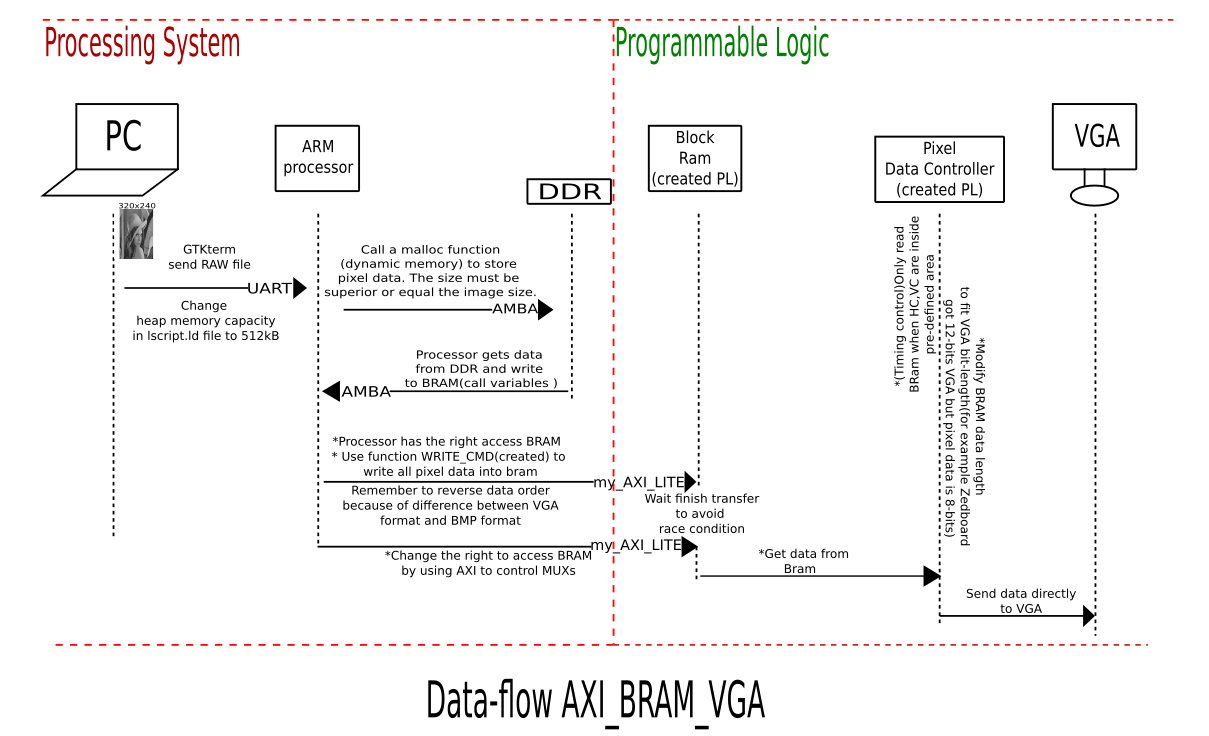 Processing System
Programmable Logic
PC
ARM
processor
DDR
Block
Ram
(created PL)
Pixel
Data Controller
(created PL)
VGA
320x240
GTKterm
send RAW file
UART
Change
heap memory capacity
in lscript.ld file to 512kB
Call a malloc function
(dynamic memory) to store
pixel data. The size must be
superior or equal the image size.
AMBA
Processor gets data
from DDR and write
to BRAM(call variables )
AMBA
*Processor has the right access BRAM
* Use function WRITE_CMD(created) to
write all pixel data into bram
my_AXI_LITE
Remember to reverse data order
because of difference between VGA
format and BMP format
Wait finish transfer
to avoid
race condition
my_AXI_LITE
*Change the right to access BRAM
by using AXI to control MUXs
*(Timing control)Only read
BRam when HC,VC are inside
pre-defined area
*Modify BRAM data length
to fit VGA bit-length(for example Zedboard
got 12-bits VGA but pixel data is 8-bits)
*Get data from
Bram
Send data directly
to VGA
Data-flow AXI_BRAM_VGA